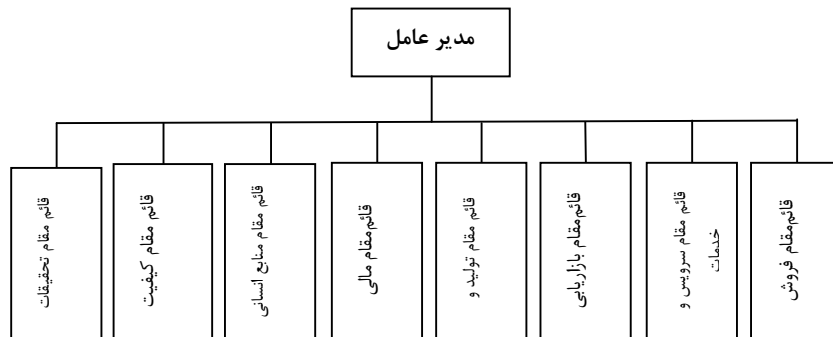 مدیر عامل
قائم‌مقام فروش
قائم مقام سرویس و
خدمات
قائم‌مقام بازاریابی
قائم مقام تولید و
قائم‌مقام مالی
قائم مقام منابع انسانی
قائم مقام کیفیت
قائم مقام تحقیقات